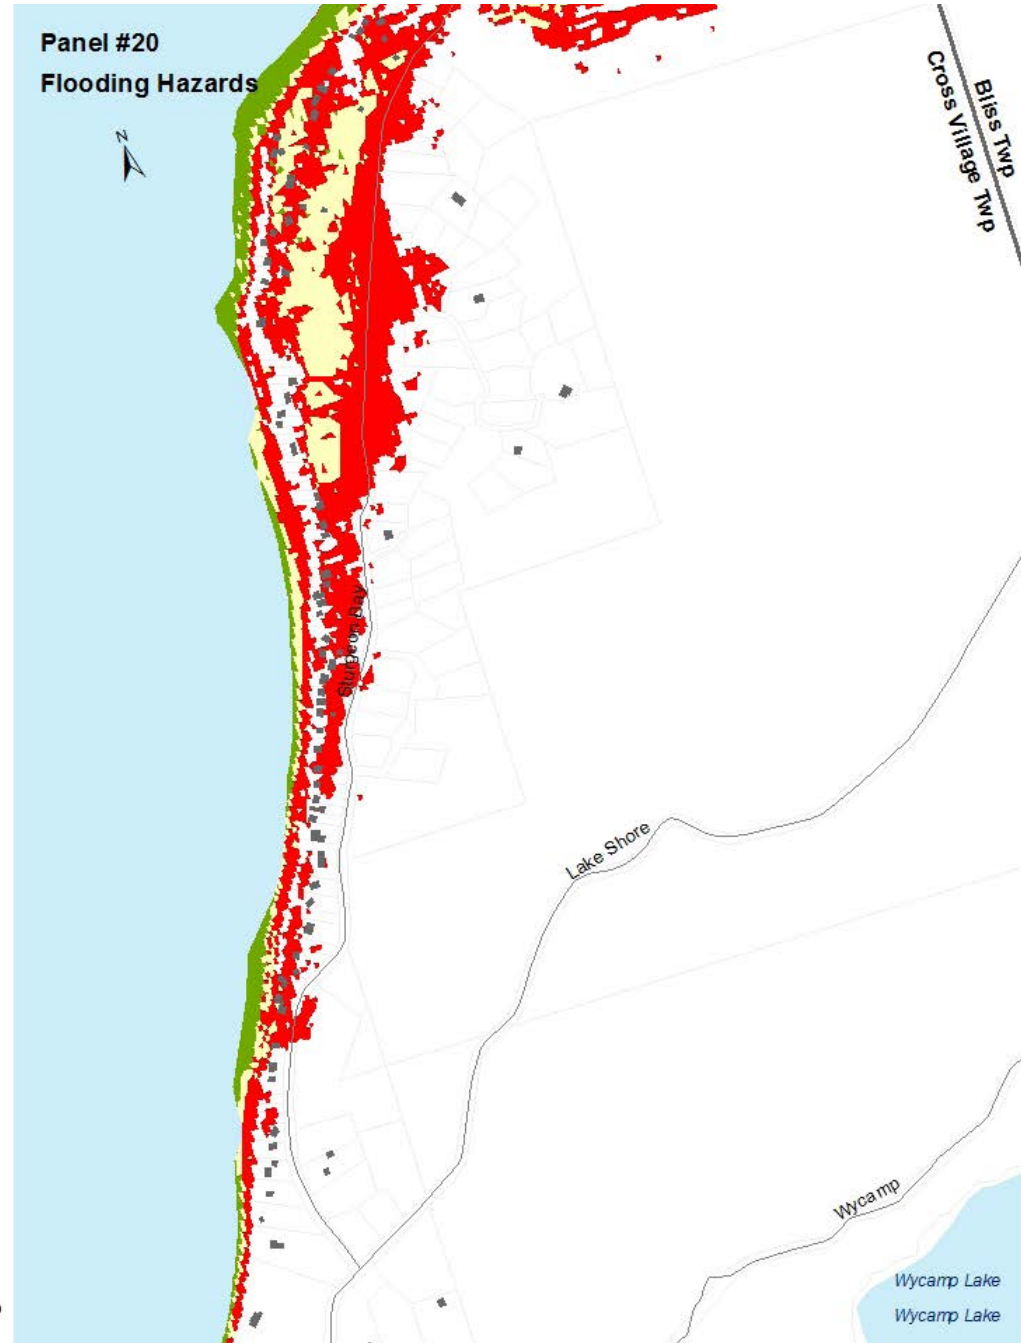 Panel #20
Flooding Hazards
N
Bliss Twp
Cross Village Twp
Sturgeon Bay
Lake Shore
Wycamp
Wycamp Lake
Wycamp Lake